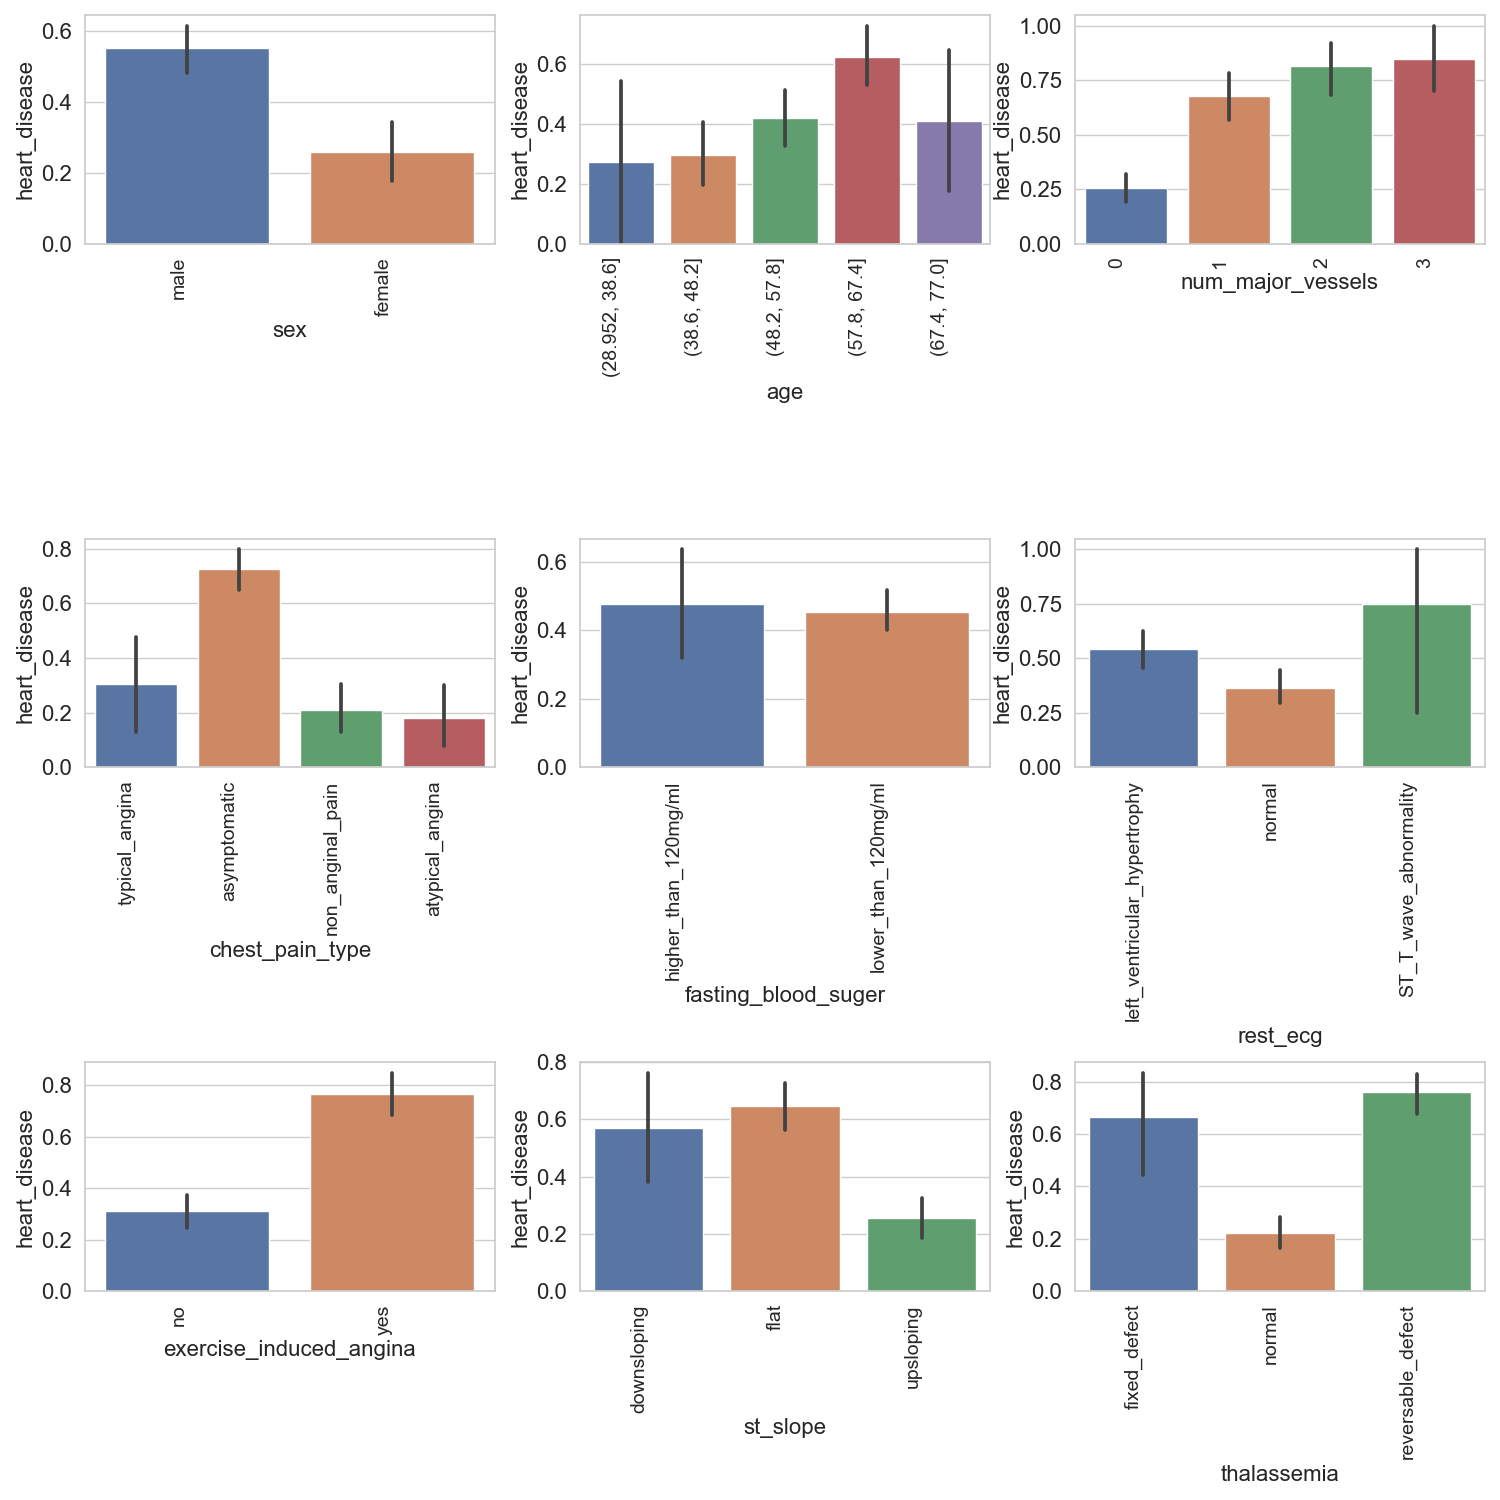 heart_disease
0.6
0.4
0.2
0.0
male
female
sex
heart_disease
0.6
0.4
0.2
0.0
(28.952, 38.6]
(38.6, 48.2]
(48.2, 57.8]
(57.8, 67.4]
(67.4, 77.0]
age
heart_disease
1.00
0.75
0.50
0.25
0.00
0
1
2
3
num_major_vessels
heart_disease
0.8
0.6
0.4
0.2
0.0
typical_angina
asymptomatic
non_anginal_pain
atypical_angina
chest_pain_type
heart_disease
0.6
0.4
0.2
0.0
higher_than_120mg/ml
lower_than_120mg/ml
fasting_blood_suger
heart_disease
1.00
0.75
0.50
0.25
0.00
left_ventricular_hypertrophy
normal
ST_T_wave_abnormality
rest_ecg
heart_disease
0.8
0.6
0.4
0.2
0.0
no
yes
exercise_induced_angina
heart_disease
0.8
0.6
0.4
0.2
0.0
downsloping
flat
upsloping
st_slope
heart_disease
0.8
0.6
0.4
0.2
0.0
fixed_defect
normal
reversable_defect
thalassemia